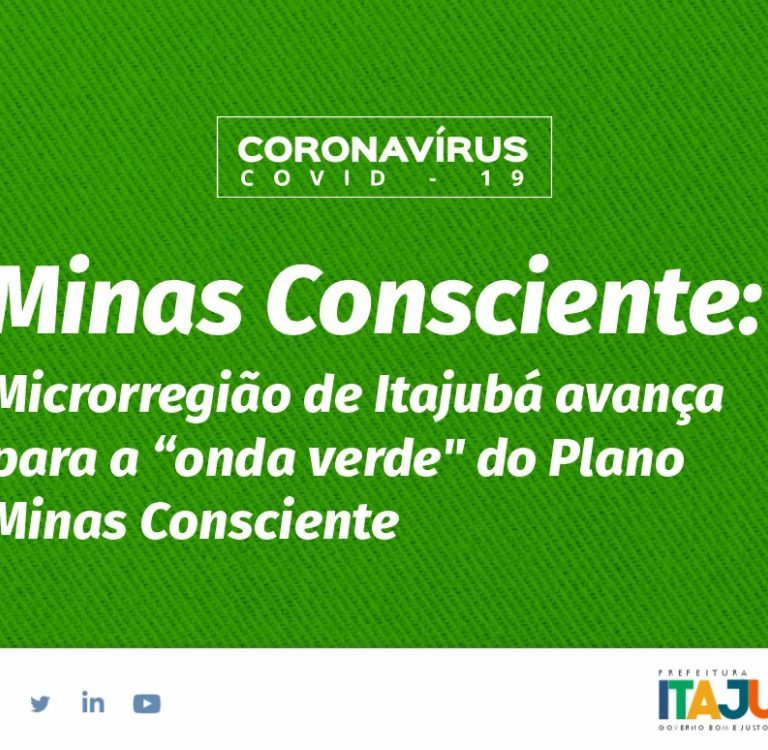 CORONAVÍRUS
COVID - 19
Minas Consciente:
Microrregião de Itajubá avança
para a “onda verde" do Plano
Minas Consciente
in
PREFEITURA
ITAJU
GOVERNO BOM E JUSTO